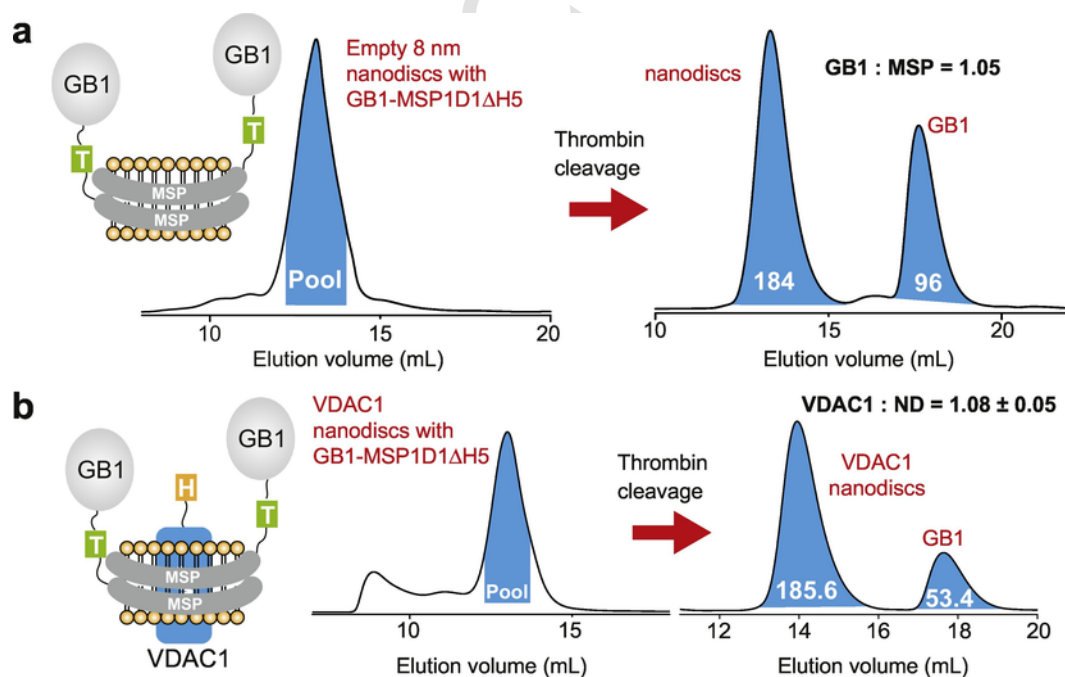 a
GB1
GB1
T
T
MSP
MSP
Empty 8 nm
nanodiscs with
GB1-MSP1D1ΔH5
Pool
10
15
20
Elution volume (mL)
Thrombin
cleavage
nanodiscs
GB1 : MSP = 1.05
GB1
184
96
10
15
20
Elution volume (mL)
b
GB1
GB1
H
T
T
MSP
MSP
VDAC1
VDAC1
nanodiscs with
GB1-MSP1D1ΔH5
Pool
10
15
Elution volume (mL)
Thrombin
cleavage
VDAC1 : ND = 1.08 ± 0.05
VDAC1
nanodiscs
GB1
185.6
53.4
12
14
16
18
20
Elution volume (mL)